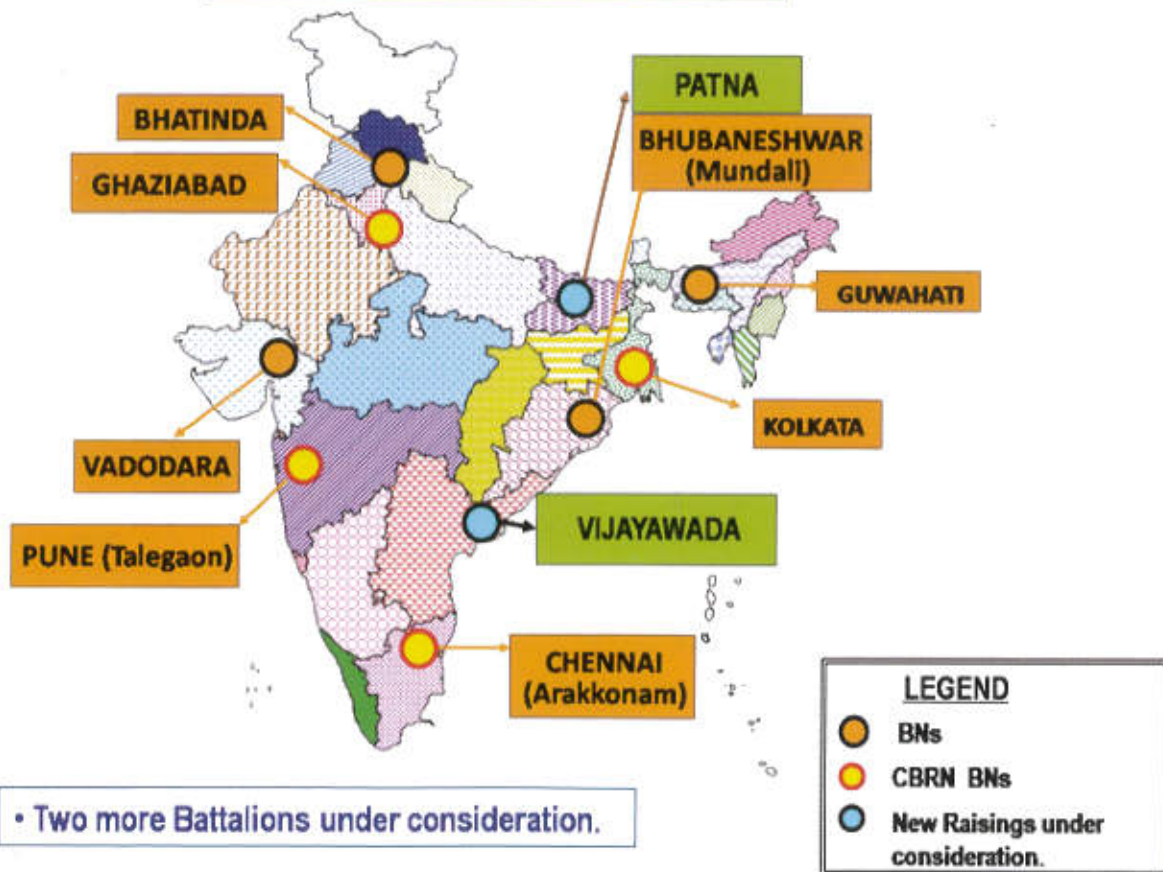 PATNA
BHATINDA
BHUBANESHWAR
(Mundali)
GHAZIABAD
GUWAHATI
KOLKATA
VADODARA
VIJAYAWADA
PUNE (Talegaon)
CHENNAI
(Arakkonam)
LEGEND
BNs
CBRN BNs
New Raisings under
consideration.
• Two more Battalions under consideration.